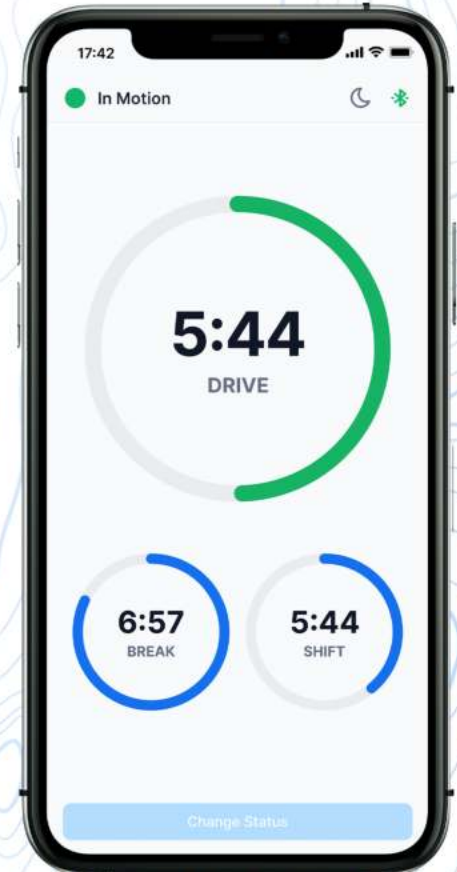 17:42
In Motion
5:44
DRIVE
6:57
BREAK
5:44
SHIFT
Change Status